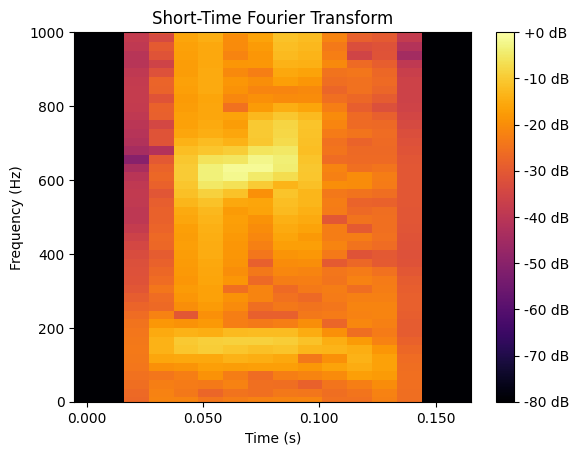 Short-Time Fourier Transform
1000
800
600
400
200
0
Frequency (Hz)
0.000
0.050
0.100
0.150
Time (s)
+0 dB
-10 dB
-20 dB
-30 dB
-40 dB
-50 dB
-60 dB
-70 dB
-80 dB